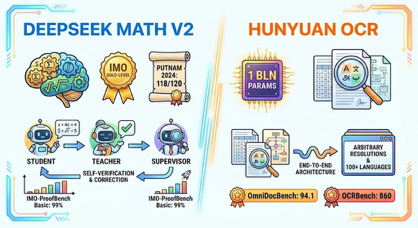 DEEPSEEK MATH V2
IMO
GOLD-LEVEL
PUTNAM
2024:
118/120
STUDENT
TEACHER
SUPERVISOR
SELF-VERIFICATION
& CORRECTION
IMO-ProofBench
Basic: 99%
IMO-ProofBench
Basic: 99%
HUNYUAN OCR
1 BLN
PARAMS
END-TO-END
ARCHITECTURE
ARBITRARY
RESOLUTIONS &
100+ LANGUAGES
OmniDocBench: 94.1
OCRBench: 860